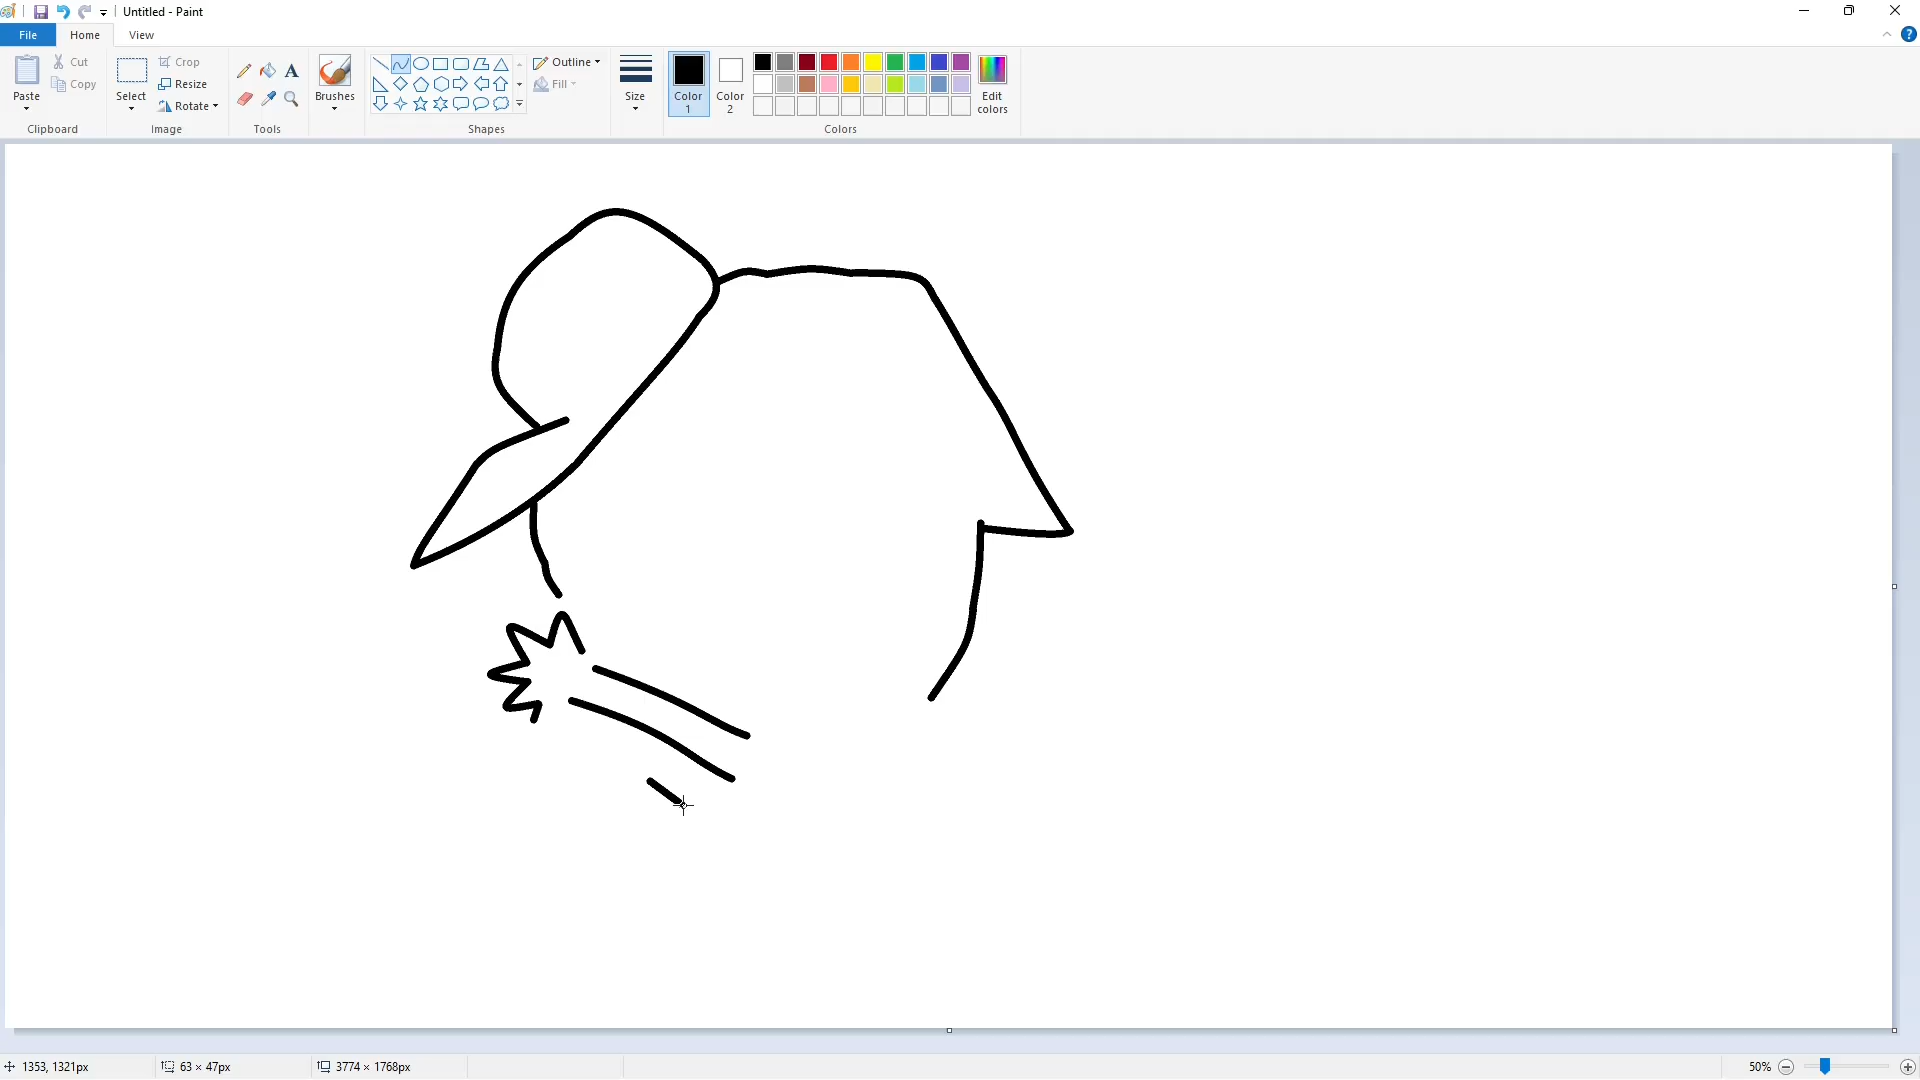 Untitled - Paint
File Home View
Paste
Cut
Copy
Clipboard
Select
Crop
Resize
Rotate
Image
A
Tools
Brushes
Shapes
Outline
Fill
Size
Color 1
Color 2
Edit colors
Colors
?
1353, 1321px
63 × 47px
3774 × 1768px
50%